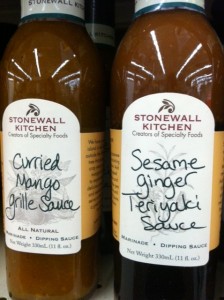 STONEWALL
KITCHEN
Creators of Specialty Foods
Curried
Mango
Grille Sauce
ALL NATURAL
MARINADE • DIPPING SAUCE
Net Weight 330mL (11 fl. oz.)
STONEWALL
KITCHEN
Creators of Specialty Foods
Sesame
Ginger
Teriyaki
Sauce
MARINADE • DIPPING SAUCE
Net Weight 330mL (11 fl. oz.)